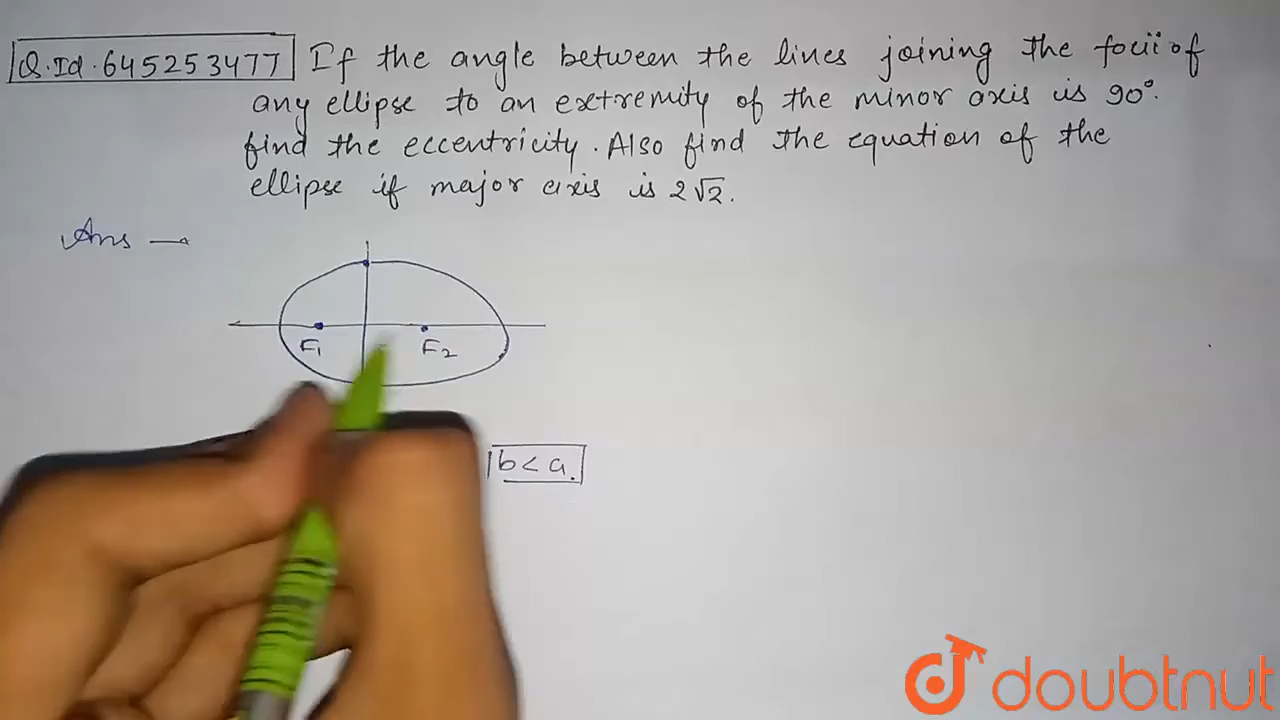 Q.Id.645253477 If the angle between the lines joining the focii of
any ellipse to an extremity of the minor axis is 90°.
find the eccentricity. Also find the equation of the
ellipse if major axis is 2√2.
Ans →
F1 F2
b < a.
doubtnut